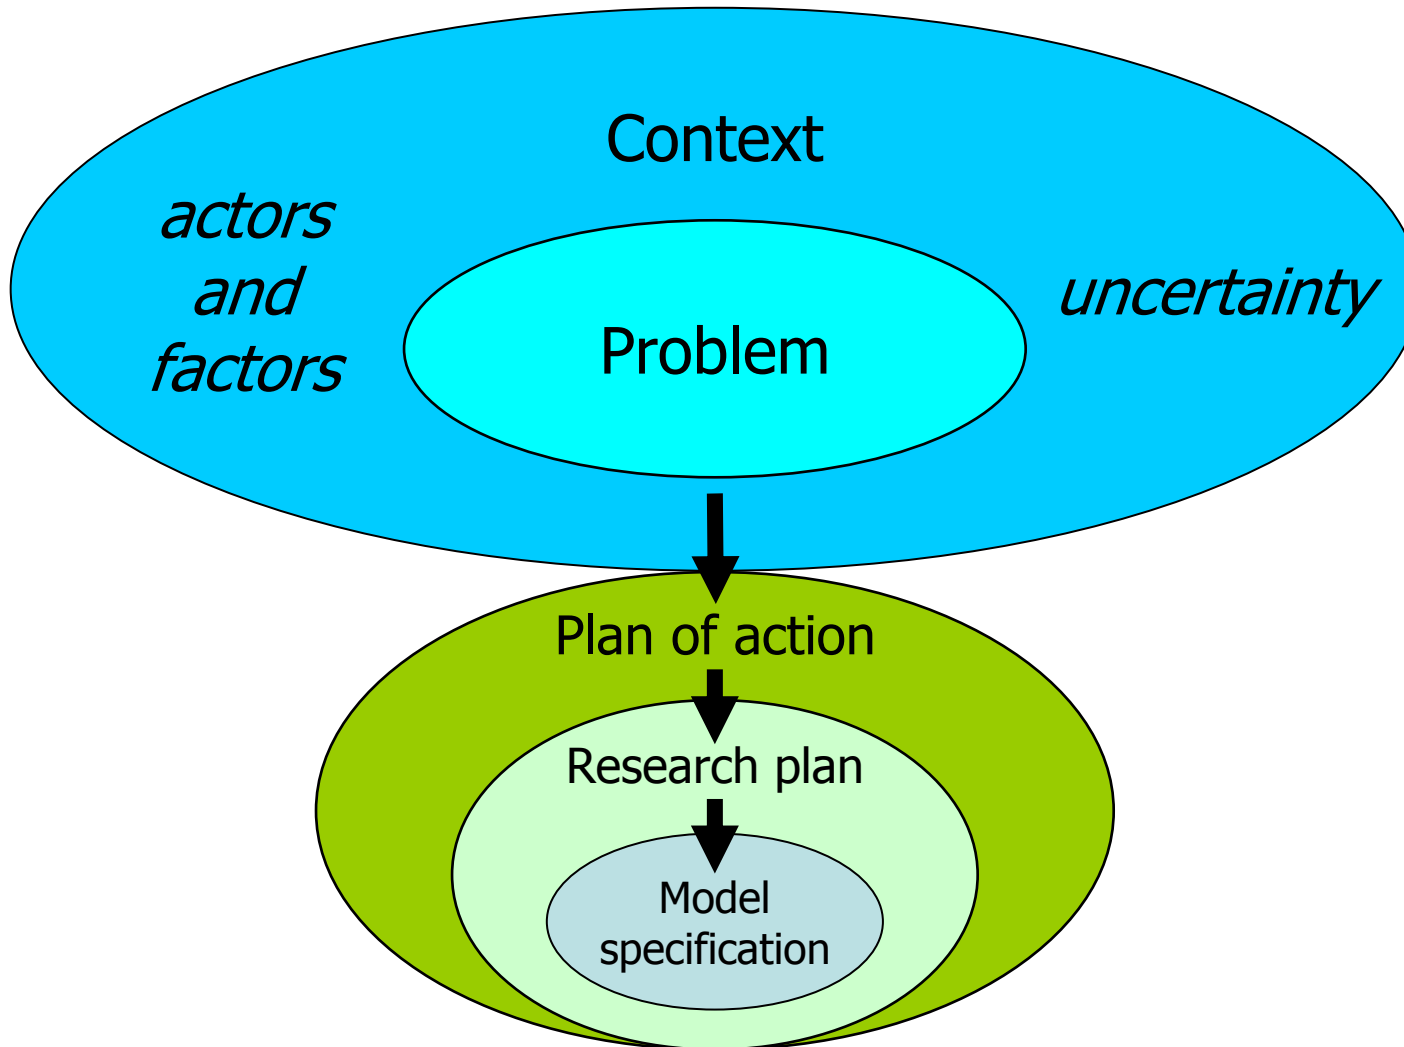 Context
actors
and
factors
uncertainty
Problem
Plan of action
Research plan
Model
specification